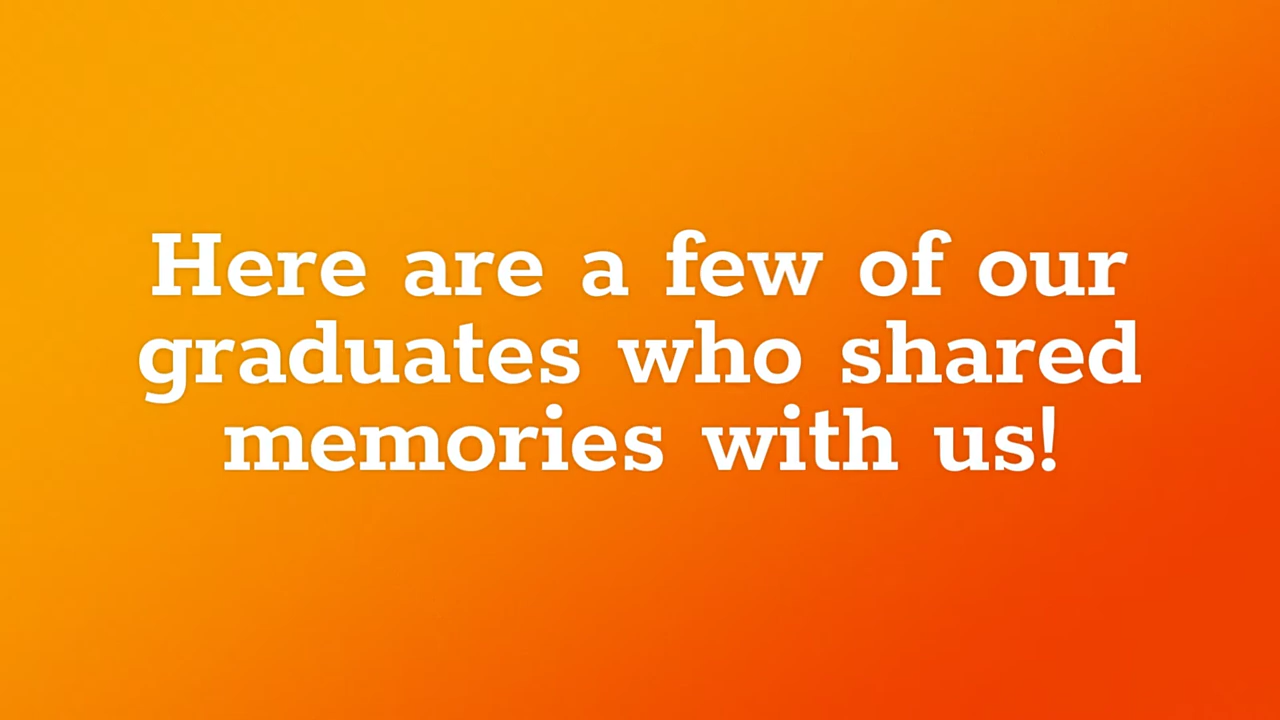 Here are a few of our
graduates who shared
memories with us!